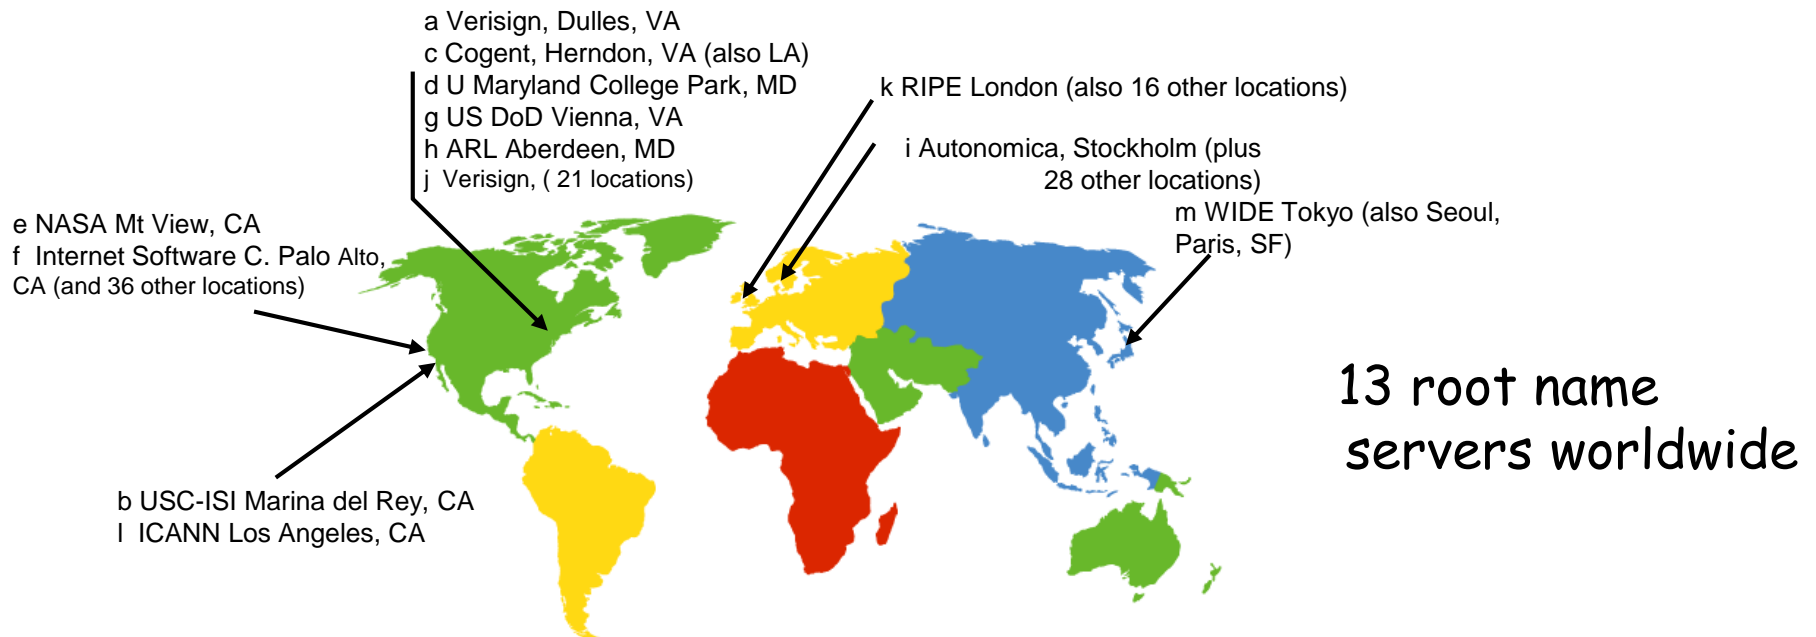 a Verisign, Dulles, VA
c Cogent, Herndon, VA (also LA)
d U Maryland College Park, MD
g US DoD Vienna, VA
h ARL Aberdeen, MD
j Verisign, ( 21 locations)
k RIPE London (also 16 other locations)
i Autonomica, Stockholm (plus
28 other locations)
m WIDE Tokyo (also Seoul,
Paris, SF)
e NASA Mt View, CA
f Internet Software C. Palo Alto,
CA (and 36 other locations)
13 root name
servers worldwide
b USC-ISI Marina del Rey, CA
l ICANN Los Angeles, CA